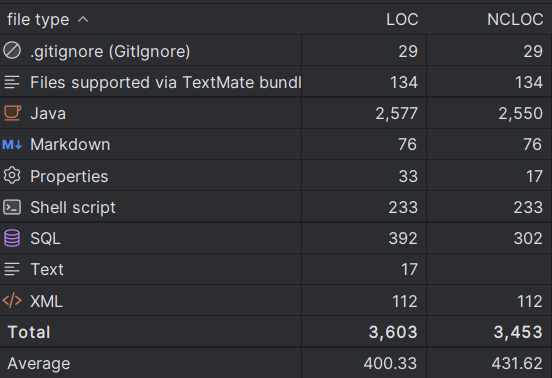 file type LOC NCLOC
.gitignore (GitIgnore) 29 29
Files supported via TextMate bundl 134 134
Java 2,577 2,550
M↓ Markdown 76 76
Properties 33 17
Shell script 233 233
SQL 392 302
Text 17
XML 112 112
Total 3,603 3,453
Average 400.33 431.62